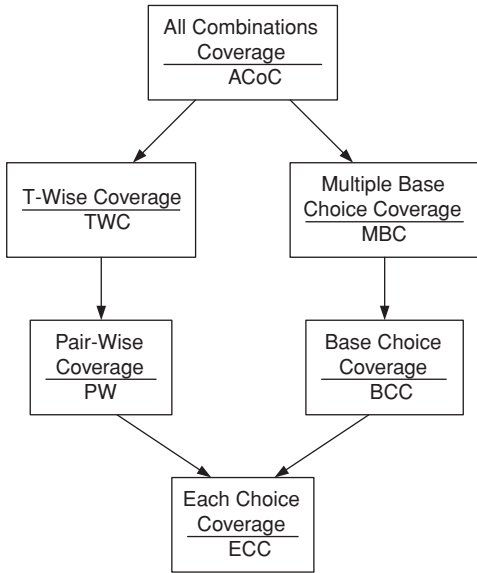 All Combinations
Coverage
ACoC
T-Wise Coverage
TWC
Multiple Base
Choice Coverage
MBC
Pair-Wise
Coverage
PW
Base Choice
Coverage
BCC
Each Choice
Coverage
ECC